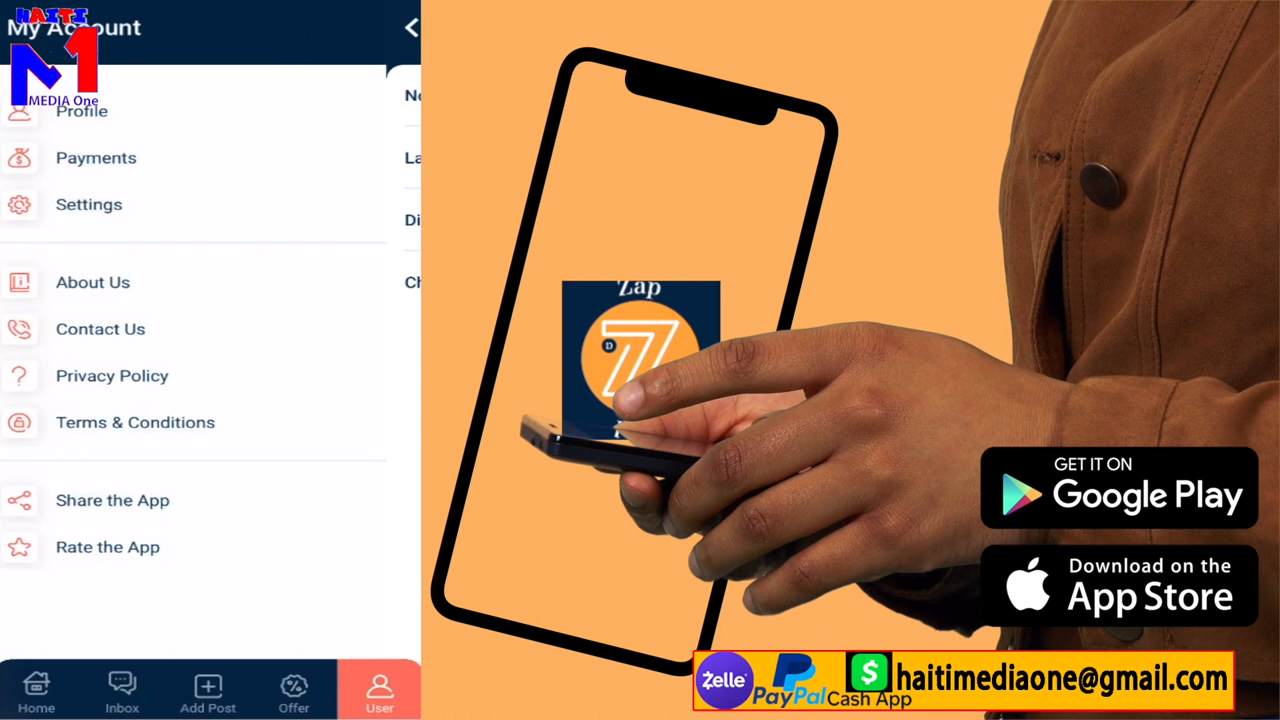 HAITI
M1
MEDIA One
My Account
Profile
Payments
Settings
About Us
Contact Us
Privacy Policy
Terms & Conditions
Share the App
Rate the App
Home
Inbox
Add Post
Offer
User
Zap
D
7
GET IT ON
Google Play
Download on the
App Store
Zelle
PayPal
$
Cash App
haitimediaone@gmail.com